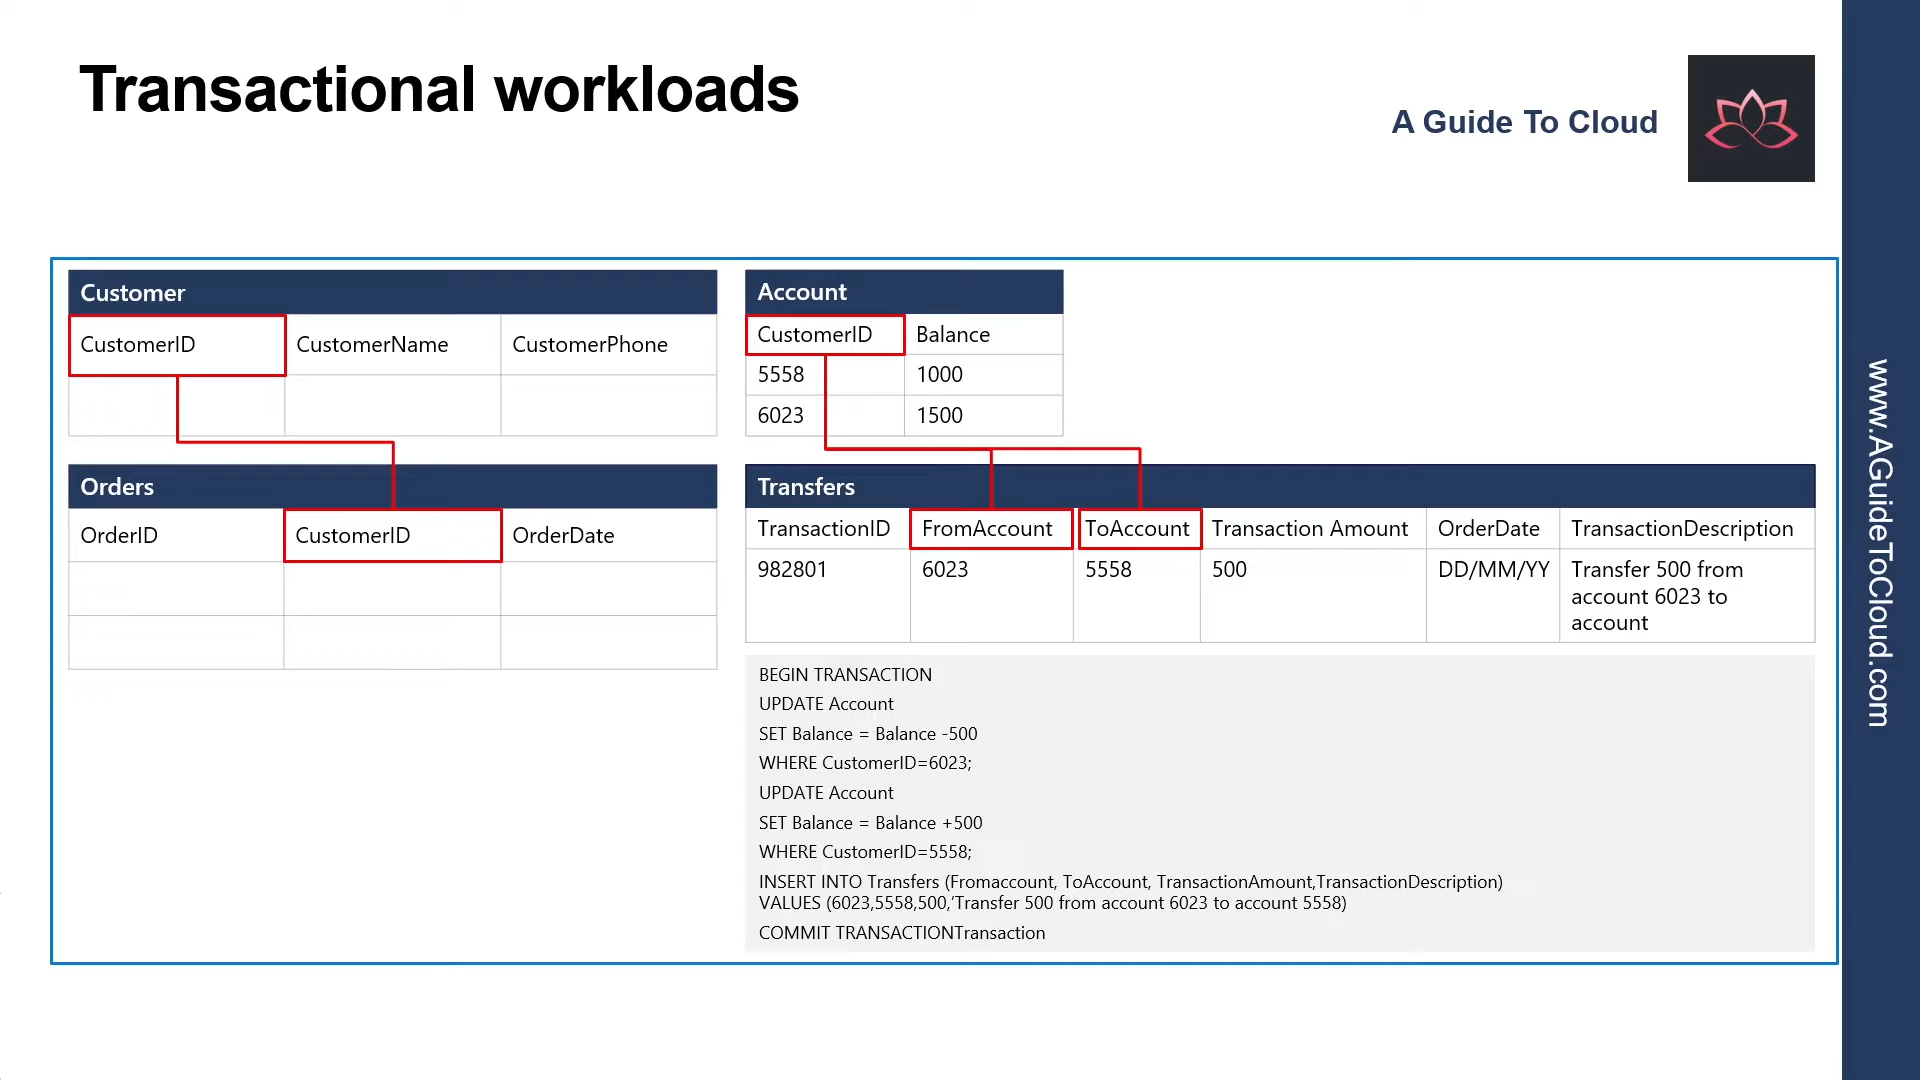 Transactional workloads
A Guide To Cloud
Customer
CustomerID CustomerName CustomerPhone
Orders
OrderID CustomerID OrderDate
Account
CustomerID Balance
5558 1000
6023 1500
Transfers
TransactionID FromAccount ToAccount Transaction Amount OrderDate TransactionDescription
982801 6023 5558 500 DD/MM/YY Transfer 500 from
account 6023 to
account
BEGIN TRANSACTION
UPDATE Account
SET Balance = Balance -500
WHERE CustomerID=6023;
UPDATE Account
SET Balance = Balance +500
WHERE CustomerID=5558;
INSERT INTO Transfers (Fromaccount, ToAccount, TransactionAmount,TransactionDescription)
VALUES (6023,5558,500,'Transfer 500 from account 6023 to account 5558)
COMMIT TRANSACTIONTransaction
www.AGuideToCloud.com